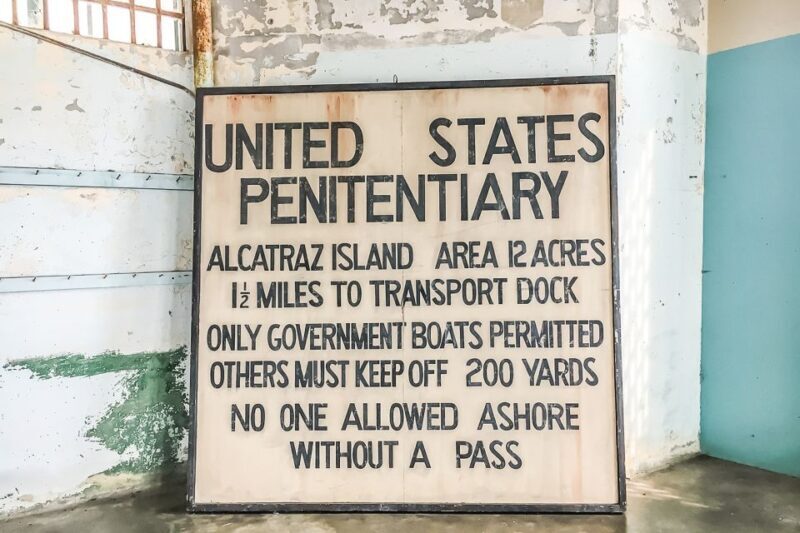 UNITED STATES
PENITENTIARY
ALCATRAZ ISLAND AREA 12 ACRES
1½ MILES TO TRANSPORT DOCK
ONLY GOVERNMENT BOATS PERMITTED
OTHERS MUST KEEP OFF 200 YARDS
NO ONE ALLOWED ASHORE
WITHOUT A PASS